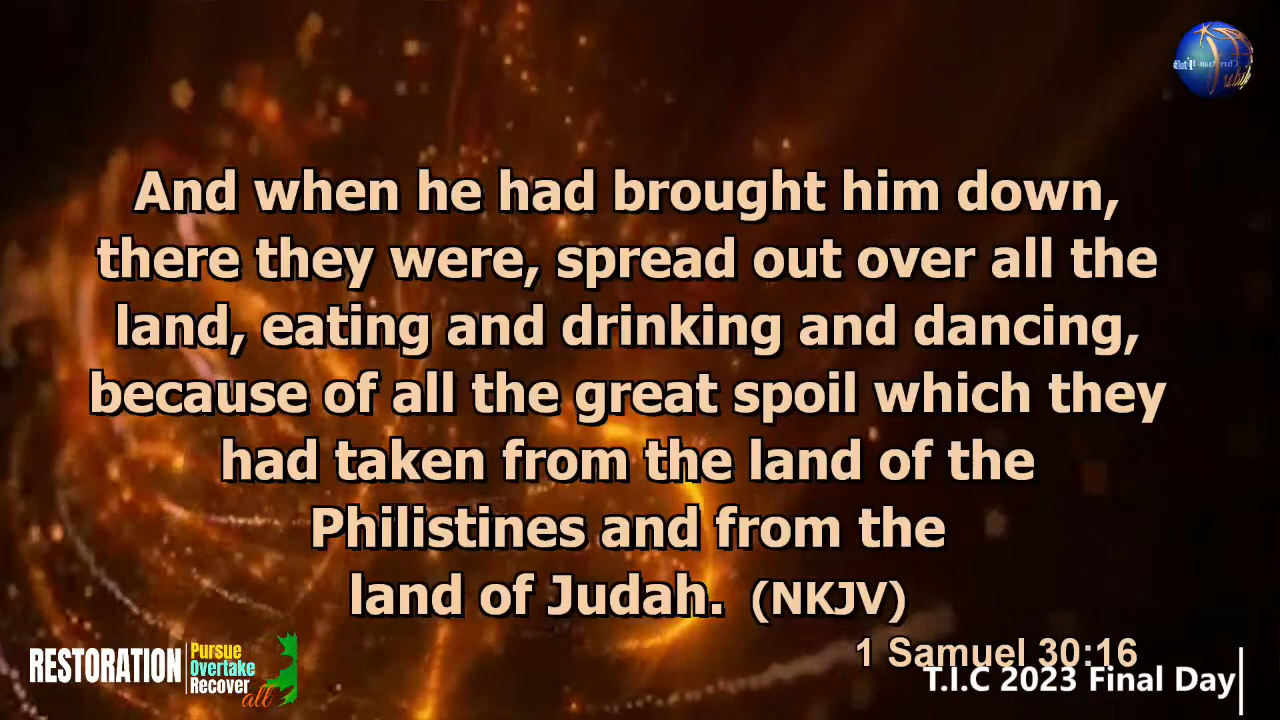 And when he had brought him down,
there they were, spread out over all the
land, eating and drinking and dancing,
because of all the great spoil which they
had taken from the land of the
Philistines and from the
land of Judah. (NKJV)
1 Samuel 30:16
T.I.C 2023 Final Day
RESTORATION
Pursue
Overtake
Recover
all